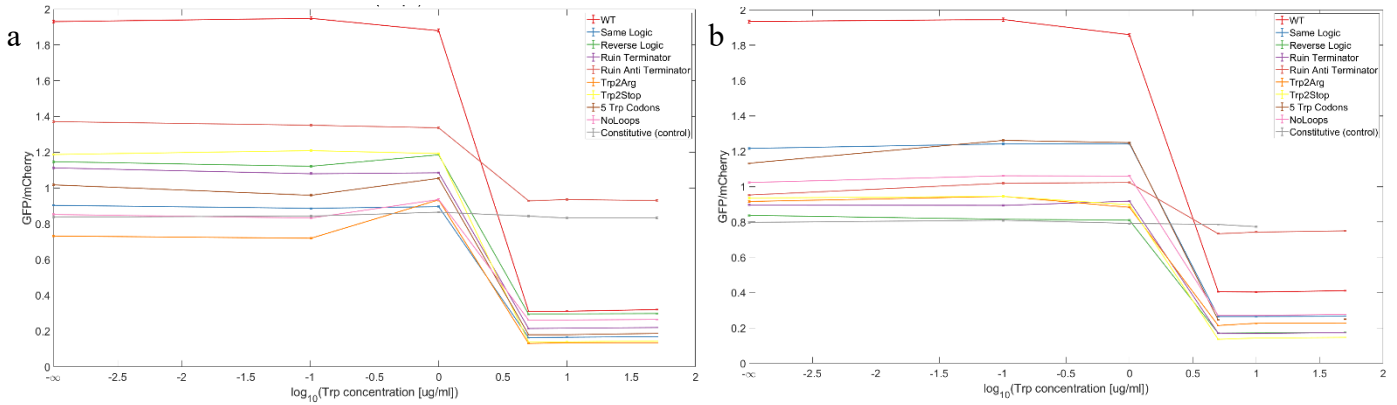 a
2
1.8
1.6
1.4
1.2
1
0.8
0.6
0.4
0.2
0
GFP/mCherry
-∞
-2.5
-2
-1.5
-1
-0.5
0
0.5
1
1.5
2
log10(Trp concentration [ug/ml])
WT
Same Logic
Reverse Logic
Ruin Terminator
Ruin Anti Terminator
Trp2Arg
Trp2Stop
5 Trp Codons
NoLoops
Constitutive (control)
b
2
1.8
1.6
1.4
1.2
1
0.8
0.6
0.4
0.2
0
GFP/mCherry
-∞
-2.5
-2
-1.5
-1
-0.5
0
0.5
1
1.5
2
log10(Trp concentration [ug/ml])
WT
Same Logic
Reverse Logic
Ruin Terminator
Ruin Anti Terminator
Trp2Arg
Trp2Stop
5 Trp Codons
NoLoops
Constitutive (control)